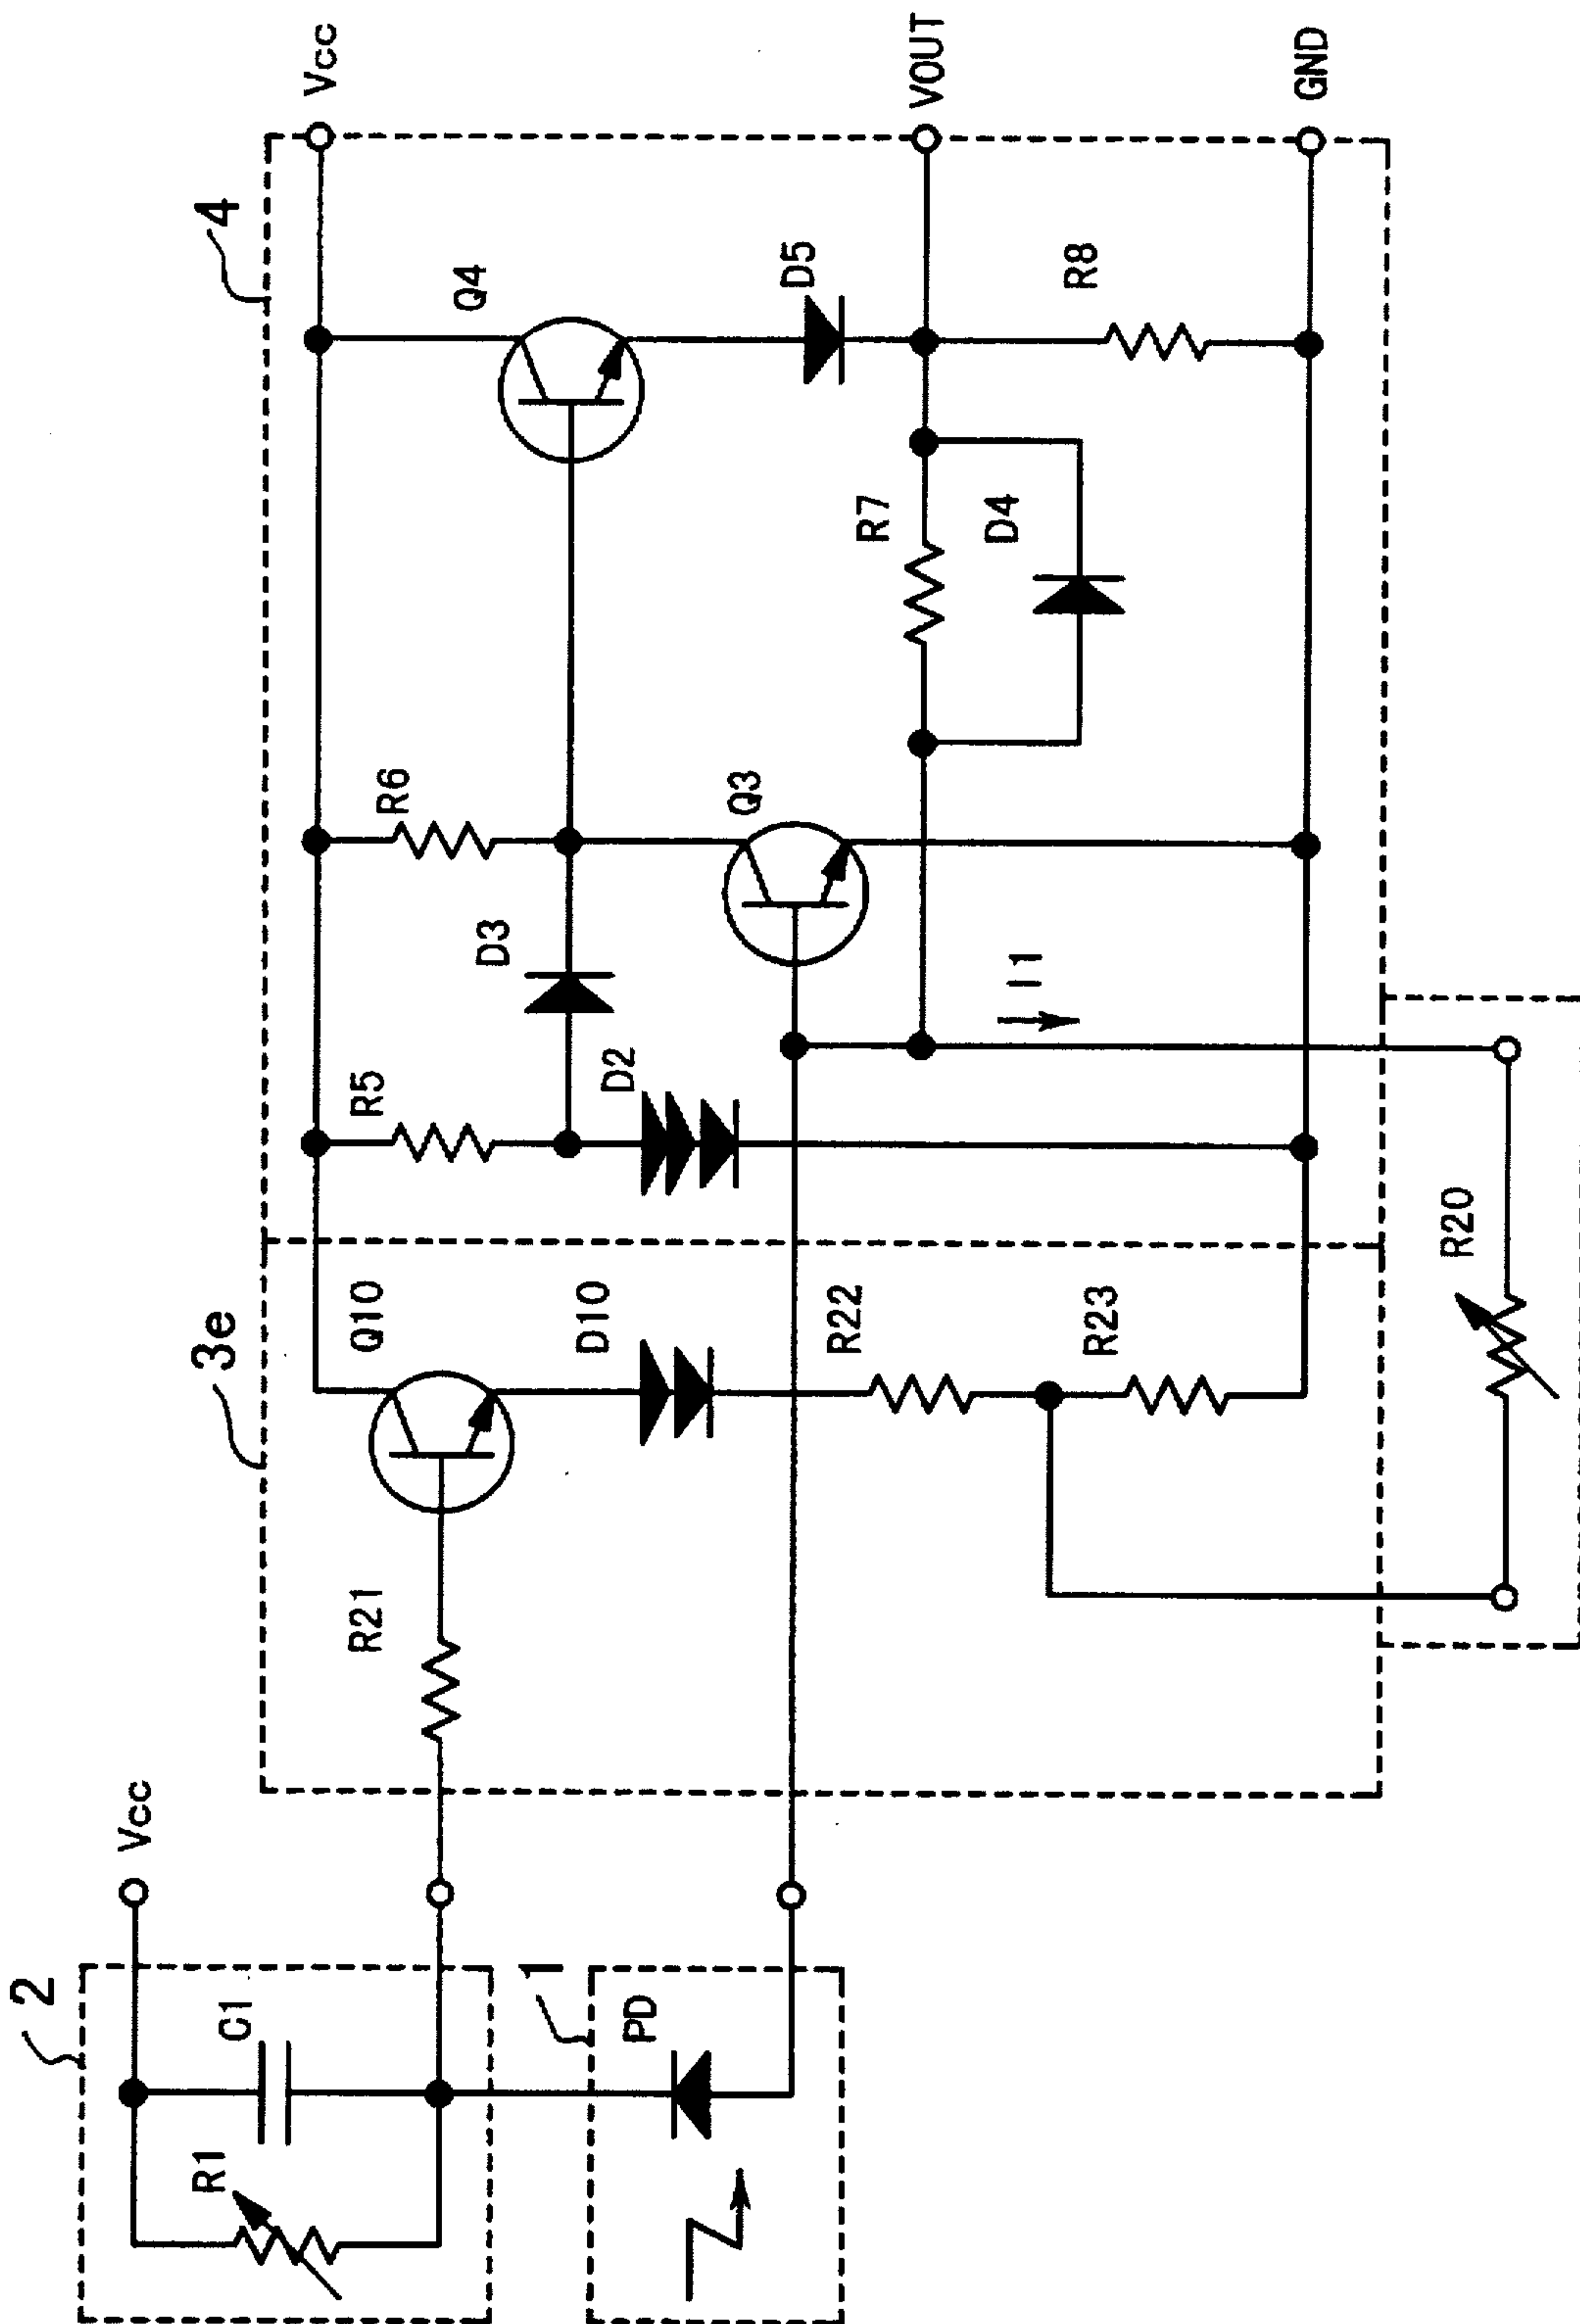 2
Vcc
3e
4
R1
C1
Vcc
R21
Q10
R5
R6
Q4
D3
1
PD
D10
D2
Q3
D5
R22
R7
VOUT
D4
I1
R8
R23
GND
R20